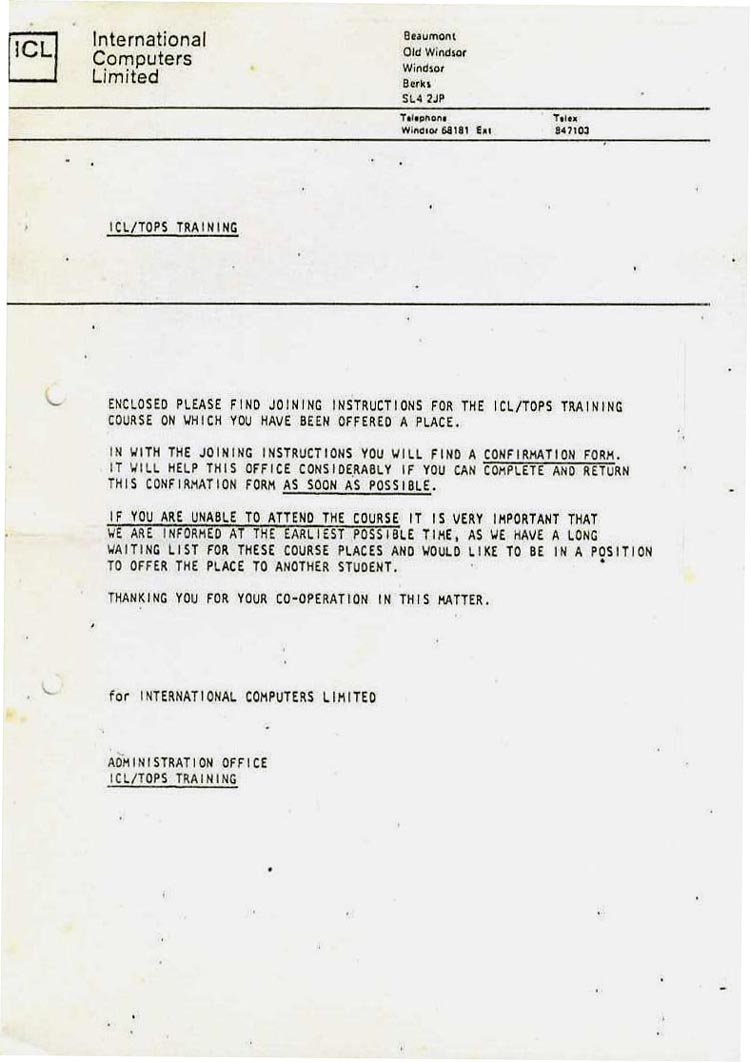 ICL
International
Computers
Limited
Beaumont
Old Windsor
Windsor
Berks
SL4 2JP
Telephone
Windsor 68181 Ext
Telex
847103
ICL/TOPS TRAINING
ENCLOSED PLEASE FIND JOINING INSTRUCTIONS FOR THE ICL/TOPS TRAINING
COURSE ON WHICH YOU HAVE BEEN OFFERED A PLACE.
IN WITH THE JOINING INSTRUCTIONS YOU WILL FIND A CONFIRMATION FORM.
IT WILL HELP THIS OFFICE CONSIDERABLY IF YOU CAN COMPLETE AND RETURN
THIS CONFIRMATION FORM AS SOON AS POSSIBLE.
IF YOU ARE UNABLE TO ATTEND THE COURSE IT IS VERY IMPORTANT THAT
WE ARE INFORMED AT THE EARLIEST POSSIBLE TIME, AS WE HAVE A LONG
WAITING LIST FOR THESE COURSE PLACES AND WOULD LIKE TO BE IN A POSITION
TO OFFER THE PLACE TO ANOTHER STUDENT.
THANKING YOU FOR YOUR CO-OPERATION IN THIS MATTER.
for INTERNATIONAL COMPUTERS LIMITED
ADMINISTRATION OFFICE
ICL/TOPS TRAINING